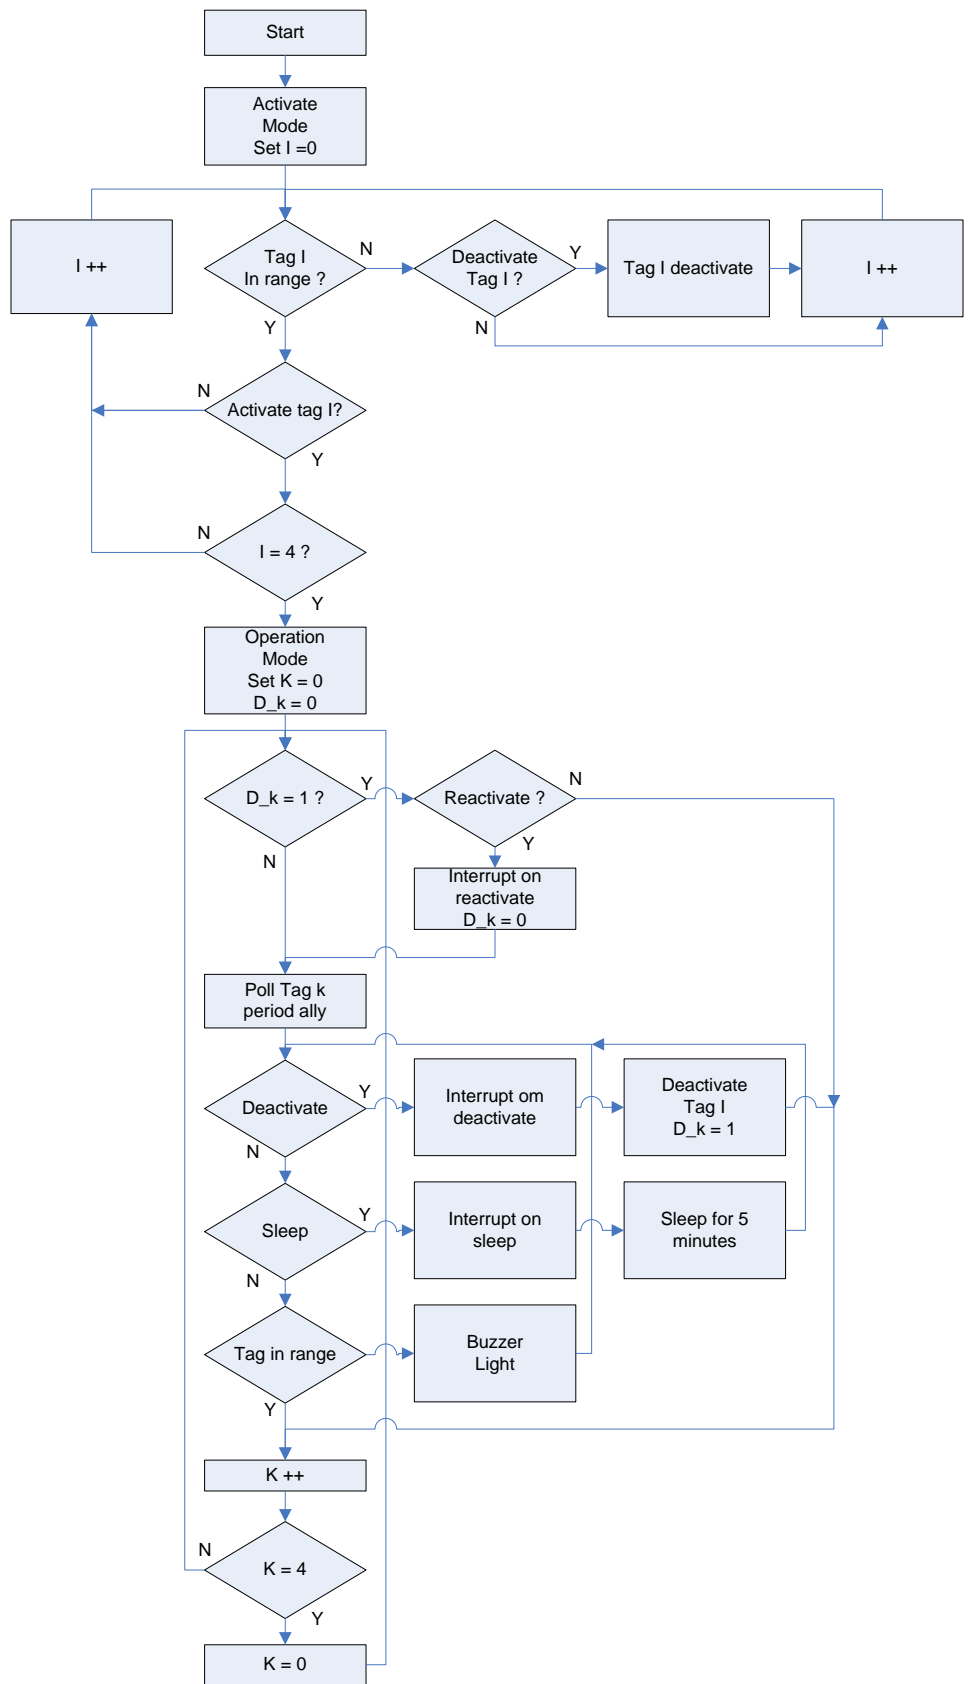 Start
Activate
Mode
Set I =0
I ++
Tag I
In range ?
N
Deactivate
Tag I ?
Y
Tag I deactivate
I ++
Y
N
N
Activate tag I?
Y
N
I = 4 ?
Y
Operation
Mode
Set K = 0
D_k = 0
D_k = 1 ?
Y
Reactivate ?
N
N
Y
Interrupt on
reactivate
D_k = 0
Poll Tag k
period ally
Deactivate
Y
Interrupt om
deactivate
Deactivate
Tag I
D_k = 1
N
Sleep
Y
Interrupt on
sleep
Sleep for 5
minutes
N
Tag in range
Buzzer
Light
Y
K ++
N
K = 4
Y
K = 0